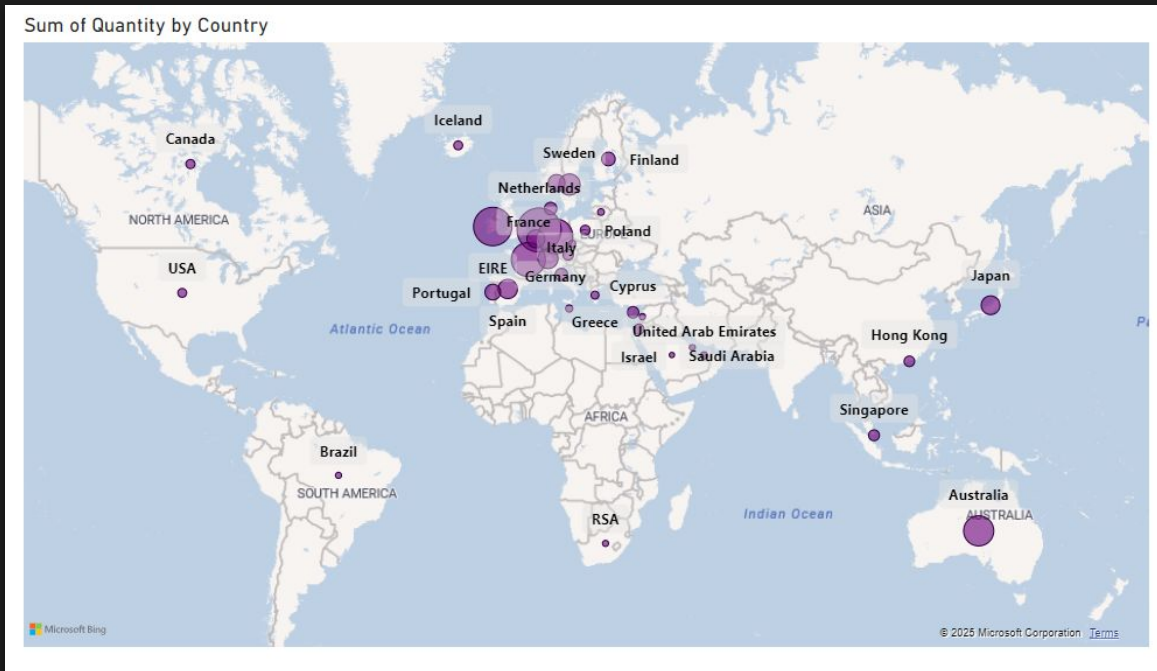 Sum of Quantity by Country
Iceland
Canada
Sweden
Finland
Netherlands
NORTH AMERICA
ASIA
France
Poland
EUROPE
Italy
USA
EIRE
Germany
Japan
Portugal
Cyprus
Spain
Greece
Atlantic Ocean
United Arab Emirates
Hong Kong
Israel
Saudi Arabia
Singapore
AFRICA
Brazil
SOUTH AMERICA
Australia
AUSTRALIA
Indian Ocean
RSA
Microsoft Bing
© 2025 Microsoft Corporation Terms